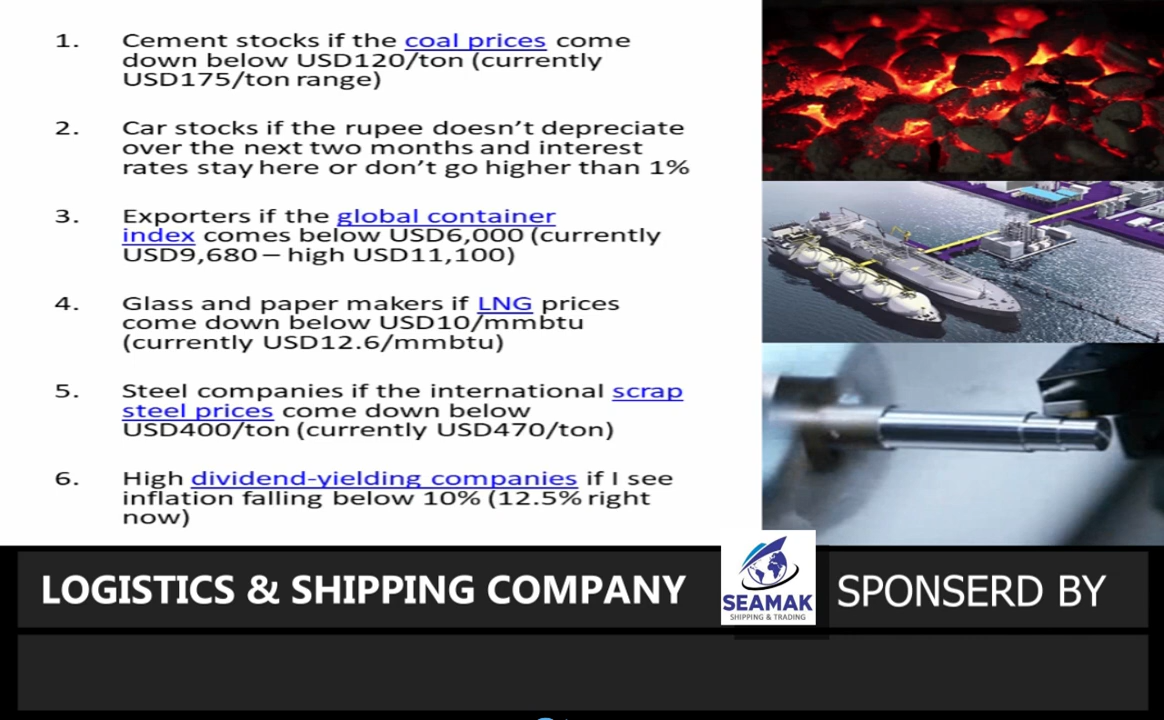 1. Cement stocks if the coal prices come
down below USD120/ton (currently
USD175/ton range)
2. Car stocks if the rupee doesn't depreciate
over the next two months and interest
rates stay here or don't go higher than 1%
3. Exporters if the global container
index comes below USD6,000 (currently
USD9,680 – high USD11,100)
4. Glass and paper makers if LNG prices
come down below USD10/mmbtu
(currently USD12.6/mmbtu)
5. Steel companies if the international scrap
steel prices come down below
USD400/ton (currently USD470/ton)
6. High dividend-yielding companies if I see
inflation falling below 10% (12.5% right
now)
LOGISTICS & SHIPPING COMPANY
SEAMAK
SHIPPING & TRADING
SPONSERD BY